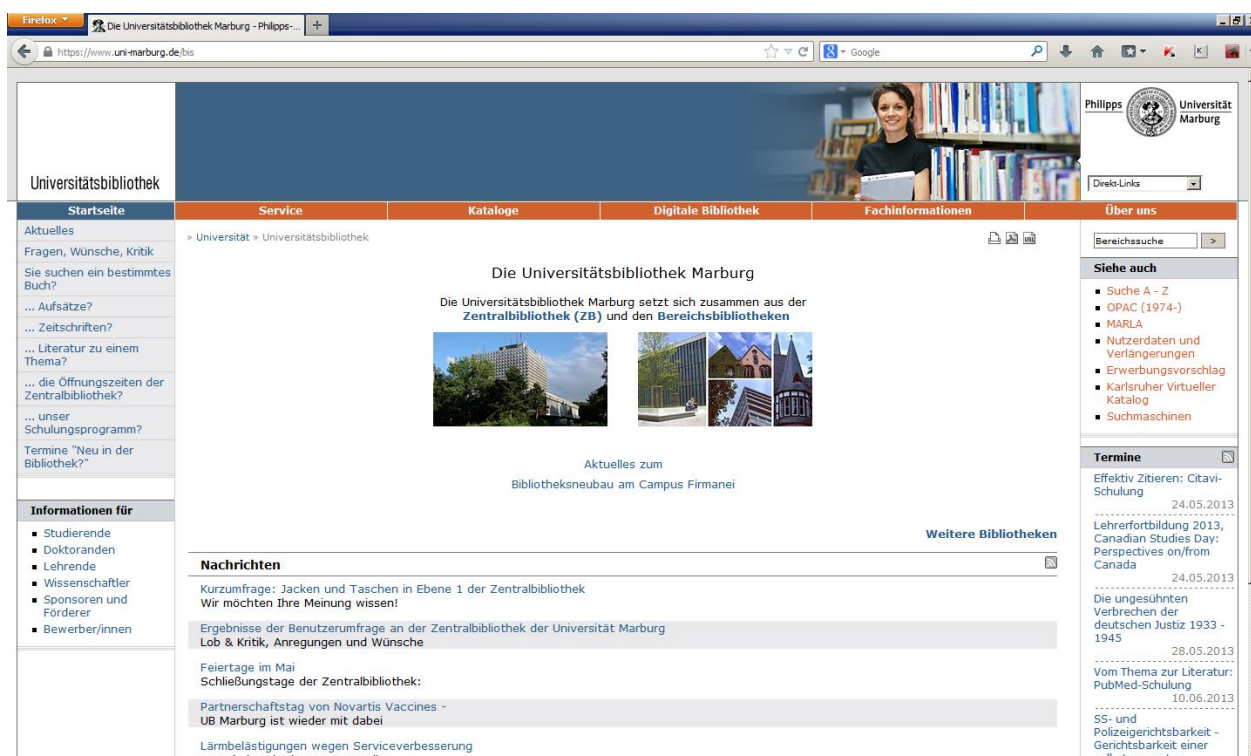 Firefox
Die Universitätsbibliothek Marburg - Philipps-...
https://www.uni-marburg.de/bis
Google
Universitätsbibliothek
Philipps Universität
Marburg
Direkt-Links
Startseite
Service
Kataloge
Digitale Bibliothek
Fachinformationen
Über uns
Aktuelles
Fragen, Wünsche, Kritik
Sie suchen ein bestimmtes
Buch?
... Aufsätze?
... Zeitschriften?
... Literatur zu einem
Thema?
... die Öffnungszeiten der
Zentralbibliothek?
... unser
Schulungsprogramm?
Termine "Neu in der
Bibliothek?"
Informationen für
Studierende
Doktoranden
Lehrende
Wissenschaftler
Sponsoren und
Förderer
Bewerber/innen
» Universität » Universitätsbibliothek
Die Universitätsbibliothek Marburg
Die Universitätsbibliothek Marburg setzt sich zusammen aus der
Zentralbibliothek (ZB) und den Bereichsbibliotheken
Aktuelles zum
Bibliotheksneubau am Campus Firmanei
Weitere Bibliotheken
Nachrichten
Kurzumfrage: Jacken und Taschen in Ebene 1 der Zentralbibliothek
Wir möchten Ihre Meinung wissen!
Ergebnisse der Benutzerumfrage an der Zentralbibliothek der Universität Marburg
Lob & Kritik, Anregungen und Wünsche
Feiertage im Mai
Schließungstage der Zentralbibliothek:
Partnerschaftstag von Novartis Vaccines -
UB Marburg ist wieder mit dabei
Lärmbelästigungen wegen Serviceverbesserung
Bereichssuche >
Siehe auch
Suche A - Z
OPAC (1974-)
MARLA
Nutzerdaten und
Verlängerungen
Erwerbungsvorschlag
Karlsruher Virtueller
Katalog
Suchmaschinen
Termine
Effektiv Zitieren: Citavi-
Schulung
24.05.2013
Lehrerfortbildung 2013,
Canadian Studies Day:
Perspectives on/from
Canada
24.05.2013
Die ungesühnten
Verbrechen der
deutschen Justiz 1933 -
1945
28.05.2013
Vom Thema zur Literatur:
PubMed-Schulung
10.06.2013
SS- und
Polizeigerichtsbarkeit -
Gerichtsbarkeit einer